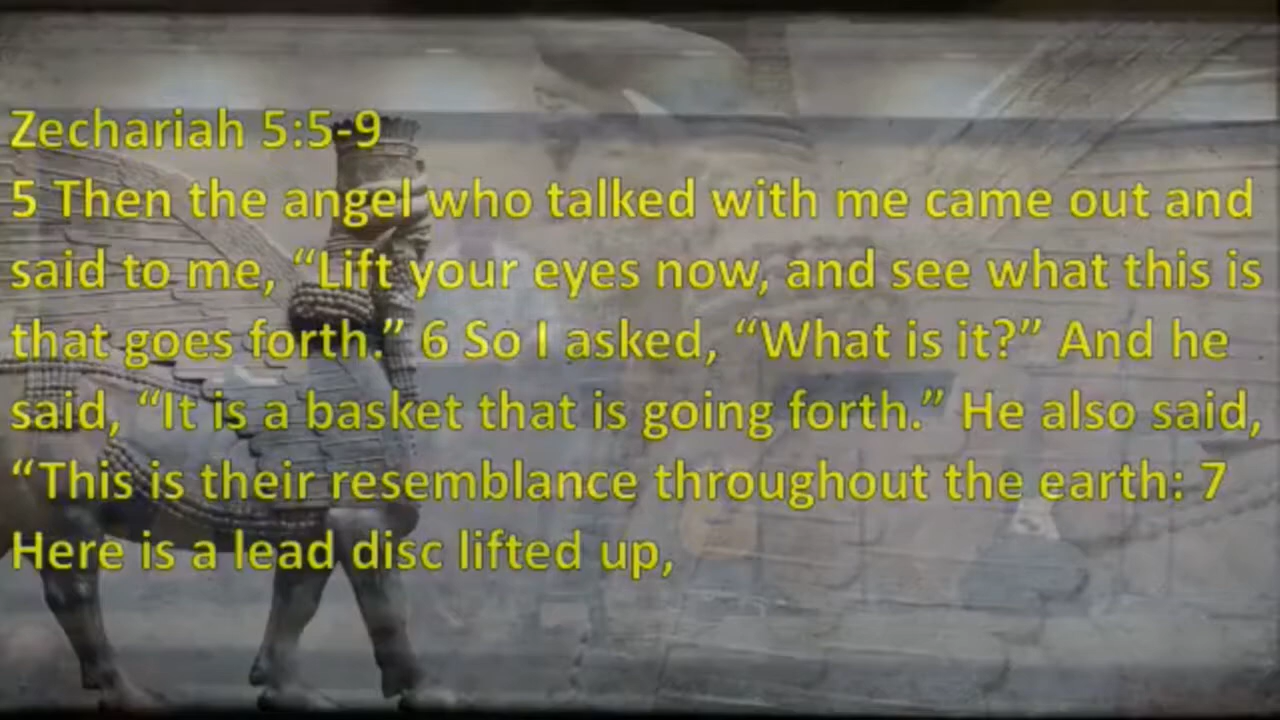 Zechariah 5:5-9
5 Then the angel who talked with me came out and
said to me, “Lift your eyes now, and see what this is
that goes forth.” 6 So I asked, “What is it?” And he
said, “It is a basket that is going forth.” He also said,
“This is their resemblance throughout the earth: 7
Here is a lead disc lifted up,